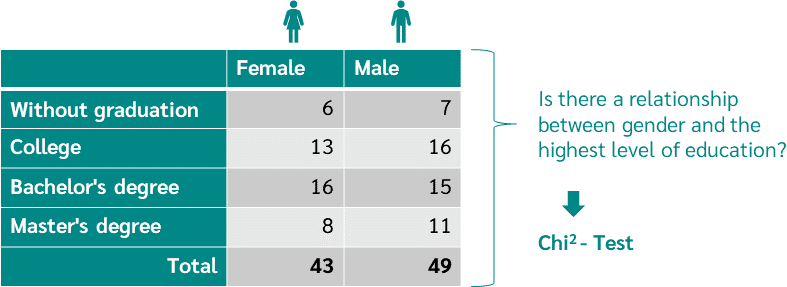 Female Male
Without graduation 6 7
College 13 16
Bachelor's degree 16 15
Master's degree 8 11
Total 43 49
Is there a relationship
between gender and the
highest level of education?
Chi² - Test